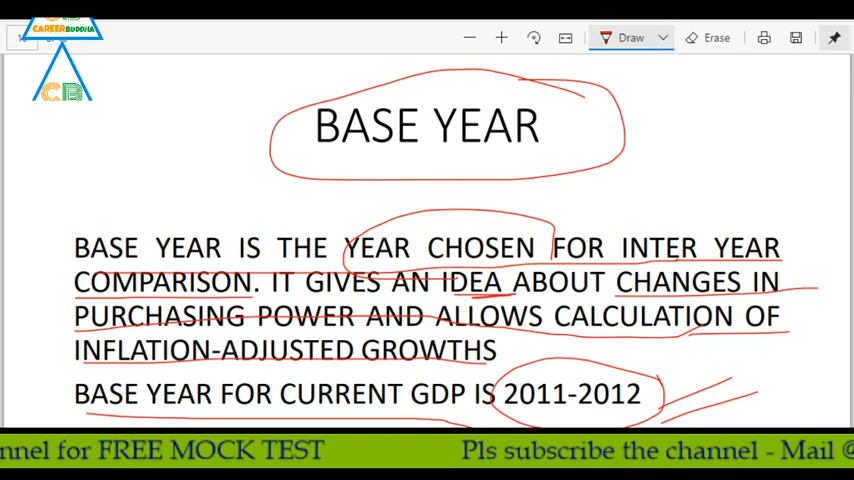 CB
CAREERBUDDHA
CB
Draw
Erase
BASE YEAR
BASE YEAR IS THE YEAR CHOSEN FOR INTER YEAR
COMPARISON. IT GIVES AN IDEA ABOUT CHANGES IN
PURCHASING POWER AND ALLOWS CALCULATION OF
INFLATION-ADJUSTED GROWTHS
BASE YEAR FOR CURRENT GDP IS 2011-2012
nnel for FREE MOCK TEST Pls subscribe the channel - Mail @